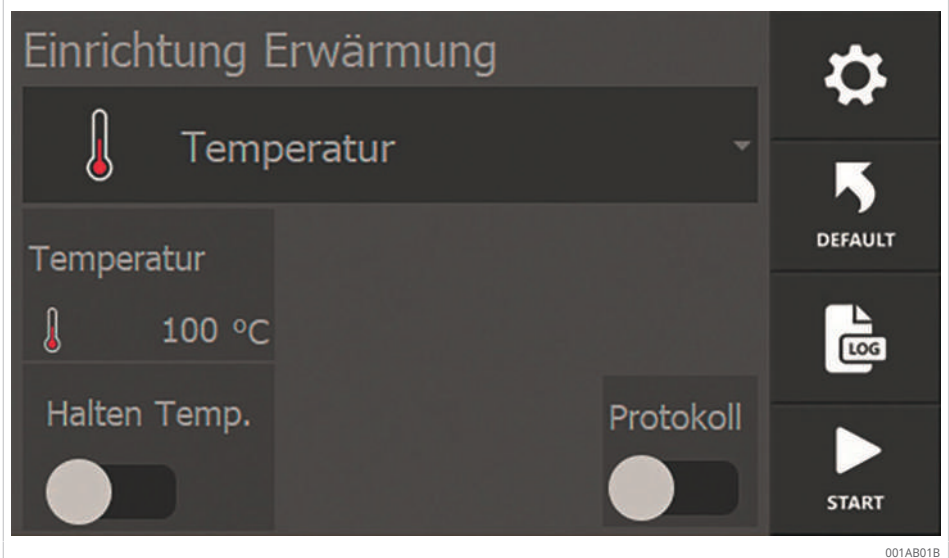 Einrichtung Erwärmung
Temperatur
DEFAULT
Temperatur
100 °C
LOG
Halten Temp.
Protokoll
START
001AB01B